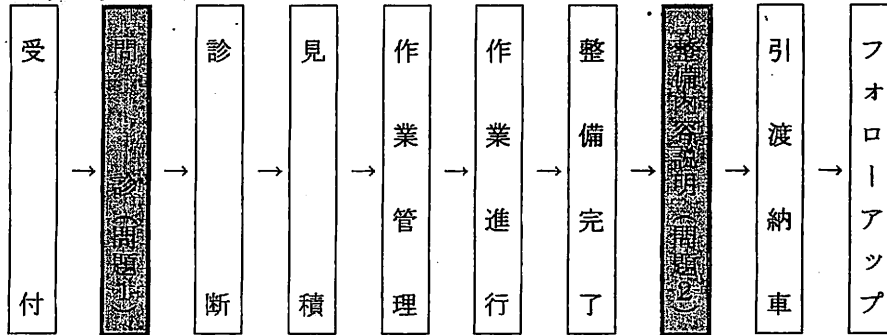 受付
→
問診（問題1）
→
診断
→
見積
→
作業管理
→
作業進行
→
整備完了
→
整備内容説明（問題2）
→
引渡納車
→
フォローアップ